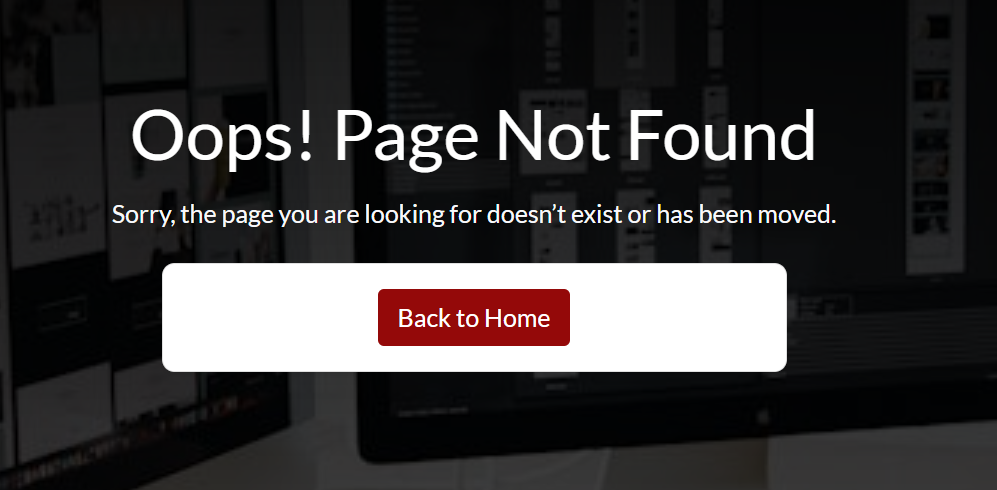 Oops! Page Not Found
Sorry, the page you are looking for doesn’t exist or has been moved.
Back to Home